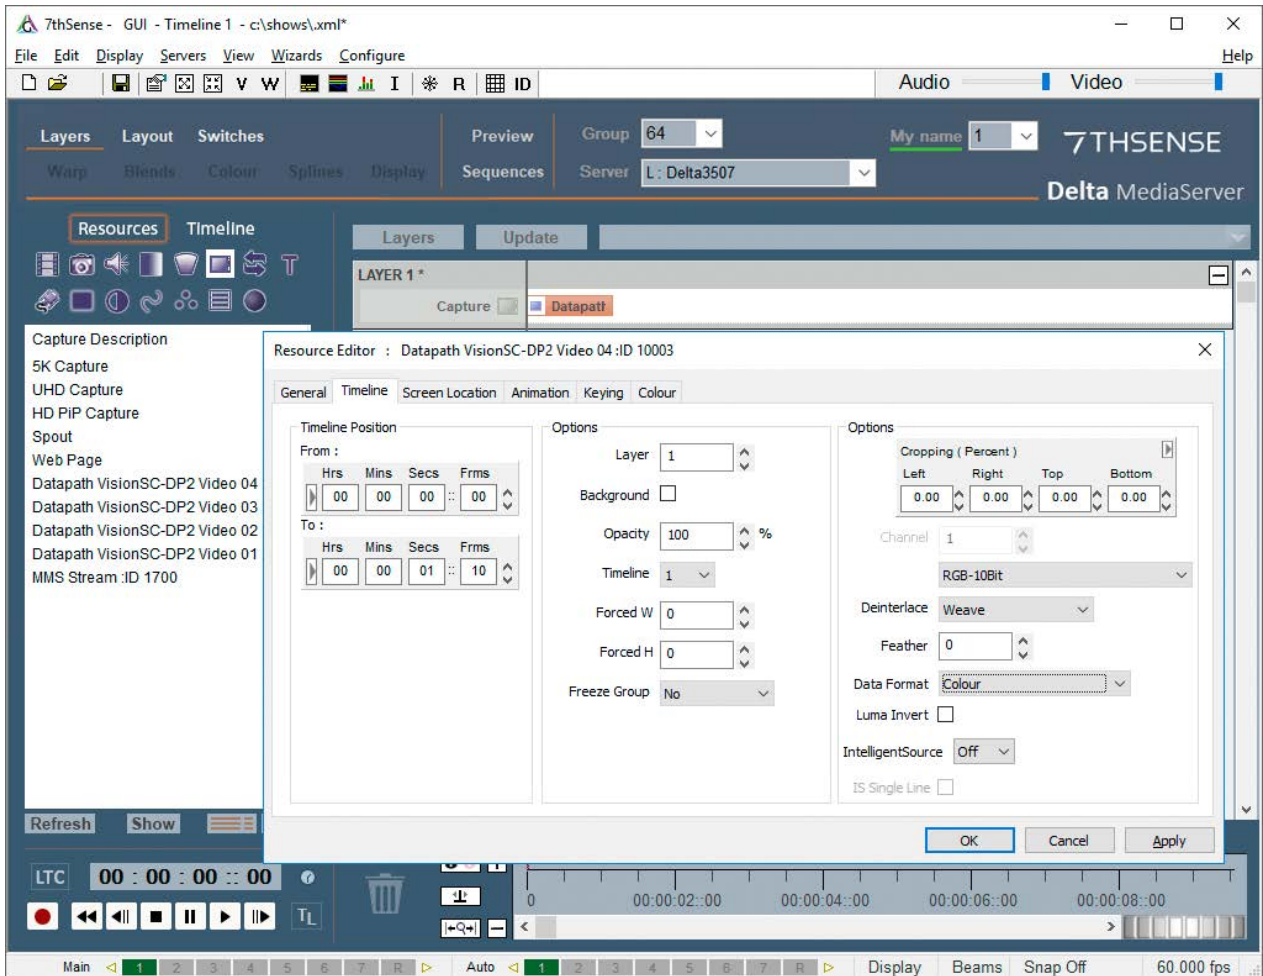 7thSense - GUI - Timeline 1 - c:\shows\.xml*
File Edit Display Servers View Wizards Configure Help
V W I R ID Audio Video
Layers Layout Switches Preview Group 64 My name 1 7THSENSE
Warp Blends Colour Splines Display Sequences Server L : Delta3507
Delta MediaServer
Resources Timeline
Layers Update
T
LAYER 1 *
Capture Datapath
Capture Description
5K Capture
UHD Capture
HD PiP Capture
Spout
Web Page
Datapath VisionSC-DP2 Video 04
Datapath VisionSC-DP2 Video 03
Datapath VisionSC-DP2 Video 02
Datapath VisionSC-DP2 Video 01
MMS Stream :ID 1700
Resource Editor : Datapath VisionSC-DP2 Video 04 :ID 10003
General Timeline Screen Location Animation Keying Colour
Timeline Position
From :
Hrs Mins Secs Frms
00 00 00 :: 00
To :
Hrs Mins Secs Frms
00 00 01 :: 10
Options
Layer 1
Background
Opacity 100 %
Timeline 1
Forced W 0
Forced H 0
Freeze Group No
Options
Cropping ( Percent )
Left Right Top Bottom
0.00 0.00 0.00 0.00
Channel 1
RGB-10Bit
Deinterlace Weave
Feather 0
Data Format Colour
Luma Invert
IntelligentSource Off
IS Single Line
OK Cancel Apply
Refresh Show
LTC 00 : 00 : 00 :: 00
TL
0 00:00:02::00 00:00:04::00 00:00:06::00 00:00:08::00
Main 1 2 3 4 5 6 7 R Auto 1 2 3 4 5 6 7 R Display Beams Snap Off 60.000 fps